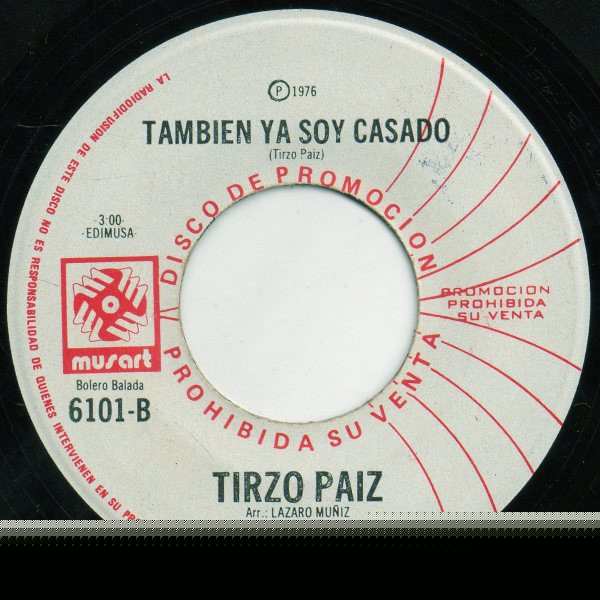 ℗ 1976
TAMBIEN YA SOY CASADO
(Tirzo Paiz)
DISCO DE PROMOCION
-3:00-
-EDIMUSA-
musart
Bolero Balada
6101-B
PROMOCION
PROHIBIDA
SU VENTA
PROHIBIDA SU VENTA
TIRZO PAIZ
Arr.: LAZARO MUÑIZ
LA RADIODIFUSION DE ESTE DISCO NO ES RESPONSABILIDAD DE QUIENES INTERVIENEN EN SU